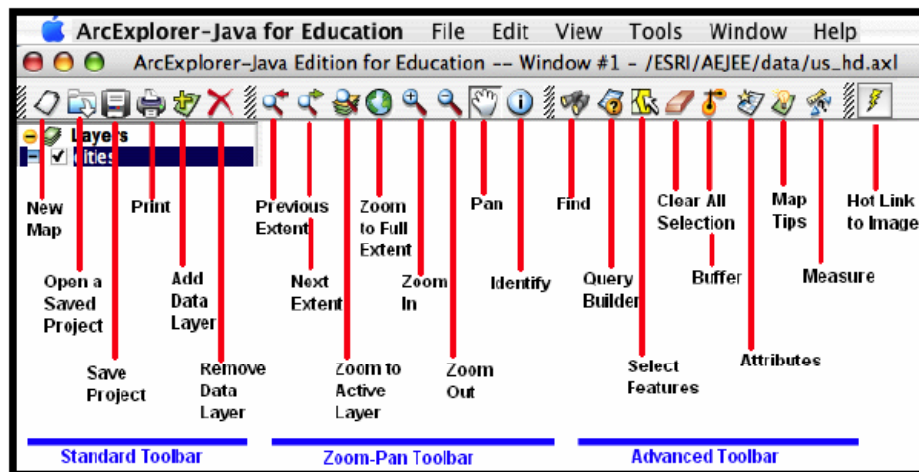 ArcExplorer-Java for Education File Edit View Tools Window Help
ArcExplorer-Java Edition for Education -- Window #1 - /ESRI/AEJEE/data/us_hd.axl
Layers
cities
New
Map
Print
Previous
Extent
Zoom
to Full
Extent
Pan
Find
Clear All
Selection
Map
Tips
Hot Link
to Image
Open a
Saved
Project
Add
Data
Layer
Next
Extent
Zoom
In
Identify
Query
Builder
Buffer
Measure
Save
Project
Remove
Data
Layer
Zoom to
Active
Layer
Zoom
Out
Select
Features
Attributes
Standard Toolbar
Zoom-Pan Toolbar
Advanced Toolbar